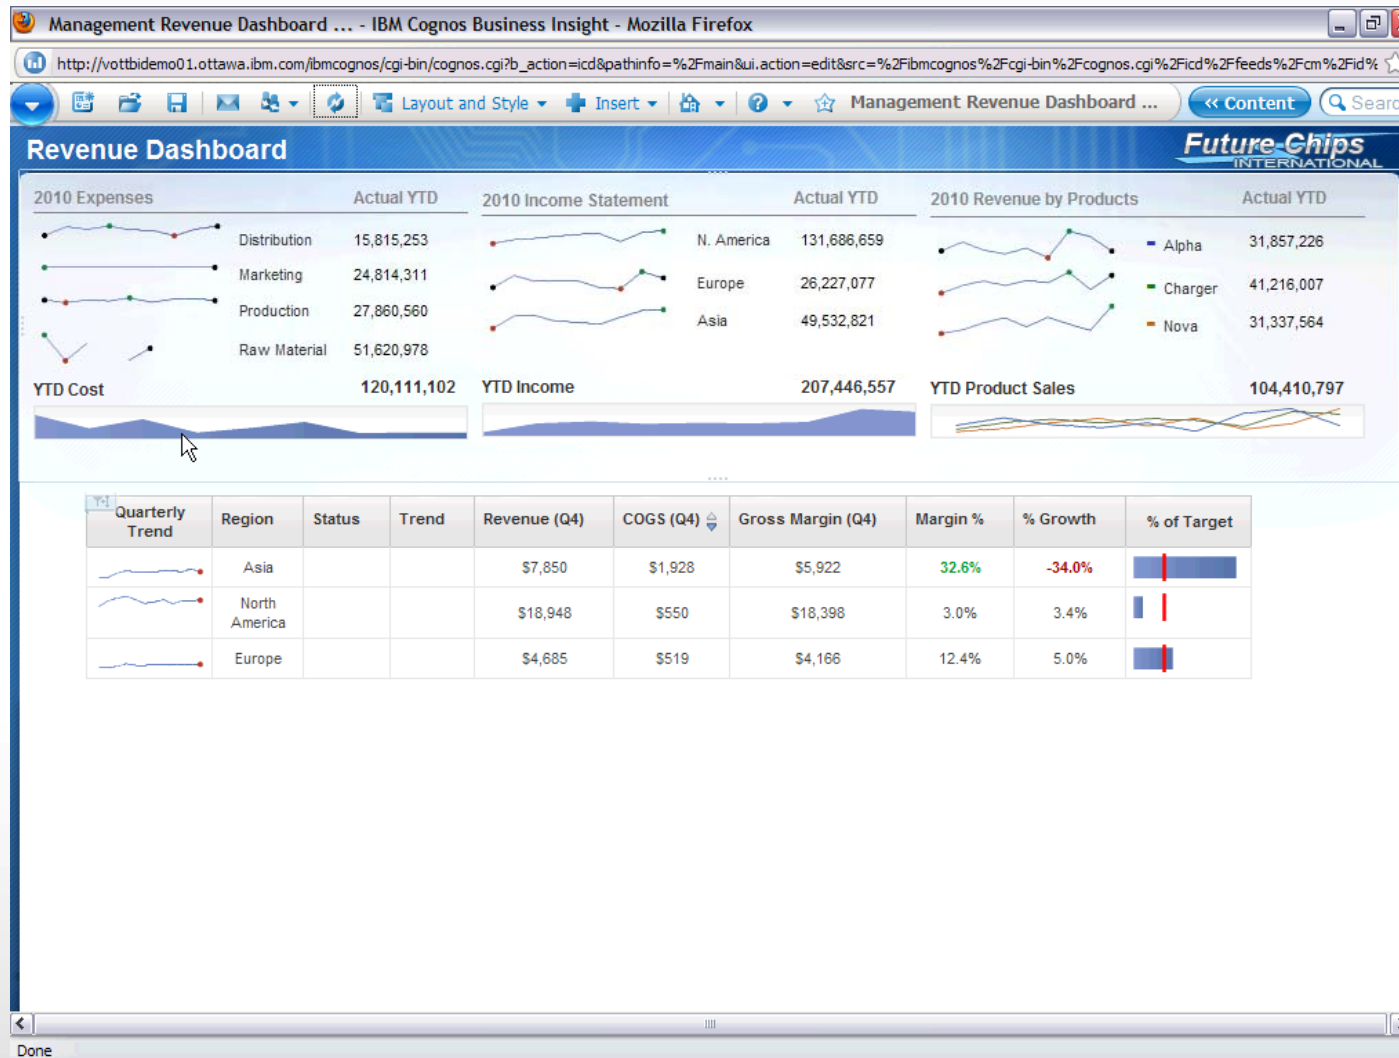 Management Revenue Dashboard ... - IBM Cognos Business Insight - Mozilla Firefox
http://vottbidemo01.ottawa.ibm.com/ibmcognos/cgi-bin/cognos.cgi?b_action=icd&pathinfo=%2Fmain&ui.action=edit&src=%2Fibmcognos%2Fcgi-bin%2Fcognos.cgi%2Ficd%2Ffeeds%2Fcm%2Fid%
Layout and Style Insert ? Management Revenue Dashboard ... << Content Searc
Revenue Dashboard Future Chips
INTERNATIONAL
2010 Expenses Actual YTD
Distribution 15,815,253
Marketing 24,814,311
Production 27,860,560
Raw Material 51,620,978
YTD Cost 120,111,102
2010 Income Statement Actual YTD
N. America 131,686,659
Europe 26,227,077
Asia 49,532,821
YTD Income 207,446,557
2010 Revenue by Products Actual YTD
Alpha 31,857,226
Charger 41,216,007
Nova 31,337,564
YTD Product Sales 104,410,797
Quarterly Trend Region Status Trend Revenue (Q4) COGS (Q4) Gross Margin (Q4) Margin % % Growth % of Target
Asia $7,850 $1,928 $5,922 32.6% -34.0%
North America $18,948 $550 $18,398 3.0% 3.4%
Europe $4,685 $519 $4,166 12.4% 5.0%
Done